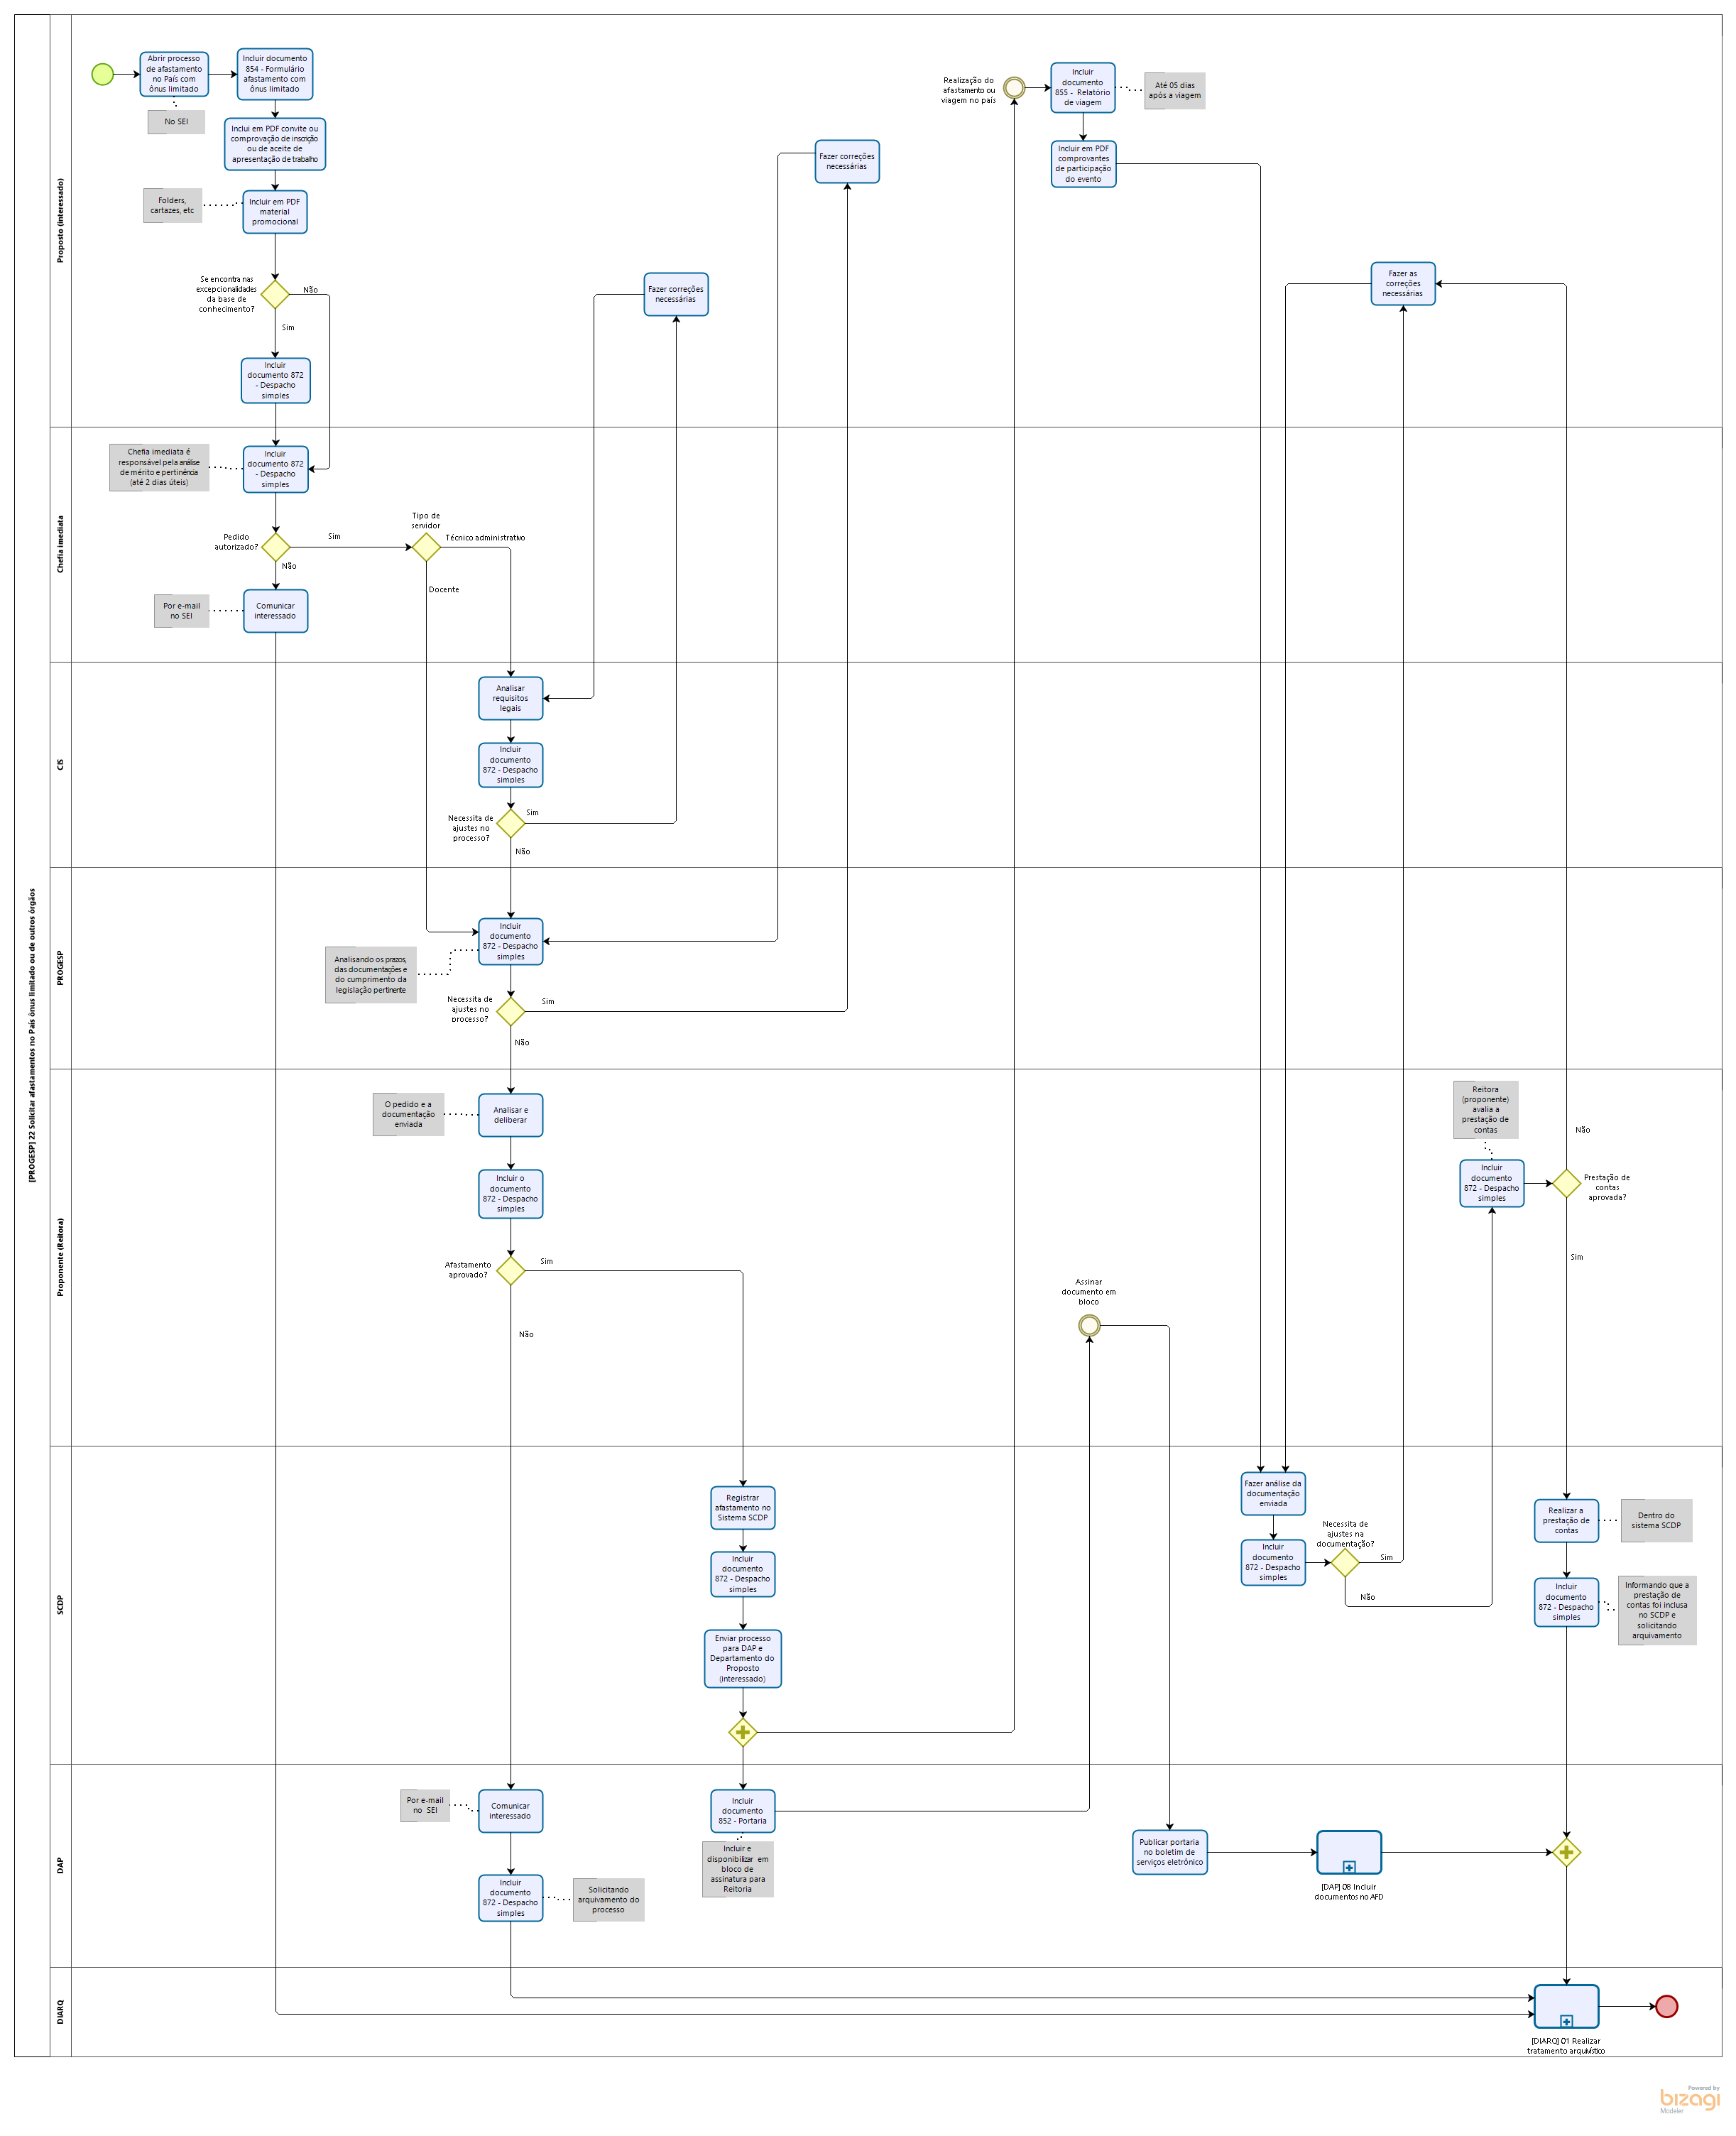 [PROGESP] 22 Solicitar afastamentos no País ônus limitado ou de outros órgãos
Proposto (Interessado)
Abrir processo
de afastamento
no País com
ônus limitado
No SEI
Incluir documento
854 - Formulário
afastamento com
ônus limitado
Inclui em PDF convite ou
comprovação de inscrição
ou de aceite de
apresentação de trabalho
Folders,
cartazes, etc
Incluir em PDF
material
promocional
Se encontra nas
excepcionalidades
da base de
conhecimento?
Não
Sim
Incluir
documento 872
- Despacho
simples
Fazer correções
necessárias
Fazer correções
necessárias
Realização do
afastamento ou
viagem no país
Incluir
documento
855 - Relatório
de viagem
Até 05 dias
após a viagem
Incluir em PDF
comprovantes
de participação
do evento
Fazer as
correções
necessárias
Chefia imediata
Chefia imediata é
responsável pela análise
de mérito e pertinência
(até 2 dias úteis)
Incluir
documento 872
- Despacho
simples
Pedido
autorizado?
Sim
Não
Tipo de
servidor
Técnico administrativo
Docente
Por e-mail
no SEI
Comunicar
interessado
CIS
Analisar
requisitos
legais
Incluir
documento
872 - Despacho
simples
Necessita de
ajustes no
processo?
Sim
Não
PROGESP
Incluir
documento
872 - Despacho
simples
Analisando os prazos,
das documentações e
do cumprimento da
legislação pertinente
Necessita de
ajustes no
processo?
Sim
Não
Proponente (Reitora)
O pedido e a
documentação
enviada
Analisar e
deliberar
Incluir o
documento
872 - Despacho
simples
Afastamento
aprovado?
Sim
Não
Assinar
documento em
bloco
Reitora
(proponente)
avalia a
prestação de
contas
Incluir
documento
872 - Despacho
simples
Não
Prestação de
contas
aprovada?
Sim
SCDP
Registrar
afastamento no
Sistema SCDP
Incluir
documento
872 - Despacho
simples
Enviar processo
para DAP e
Departamento do
Proposto
(interessado)
Fazer análise da
documentação
enviada
Incluir
documento
872 - Despacho
simples
Necessita de
ajustes na
documentação?
Sim
Não
Realizar a
prestação de
contas
Dentro do
sistema SCDP
Incluir
documento
872 - Despacho
simples
Informando que a
prestação de
contas foi inclusa
no SCDP e
solicitando
arquivamento
DAP
Por e-mail
no SEI
Comunicar
interessado
Incluir
documento
872 - Despacho
simples
Solicitando
arquivamento do
processo
Incluir
documento
852 - Portaria
Incluir e
disponibilizar em
bloco de
assinatura para
Reitoria
Publicar portaria
no boletim de
serviços eletrônico
[DAP] 08 Incluir
documentos no AFD
DIARQ
[DIARQ] 01 Realizar
tratamento arquivístico
Powered by
bizagi
Modeler